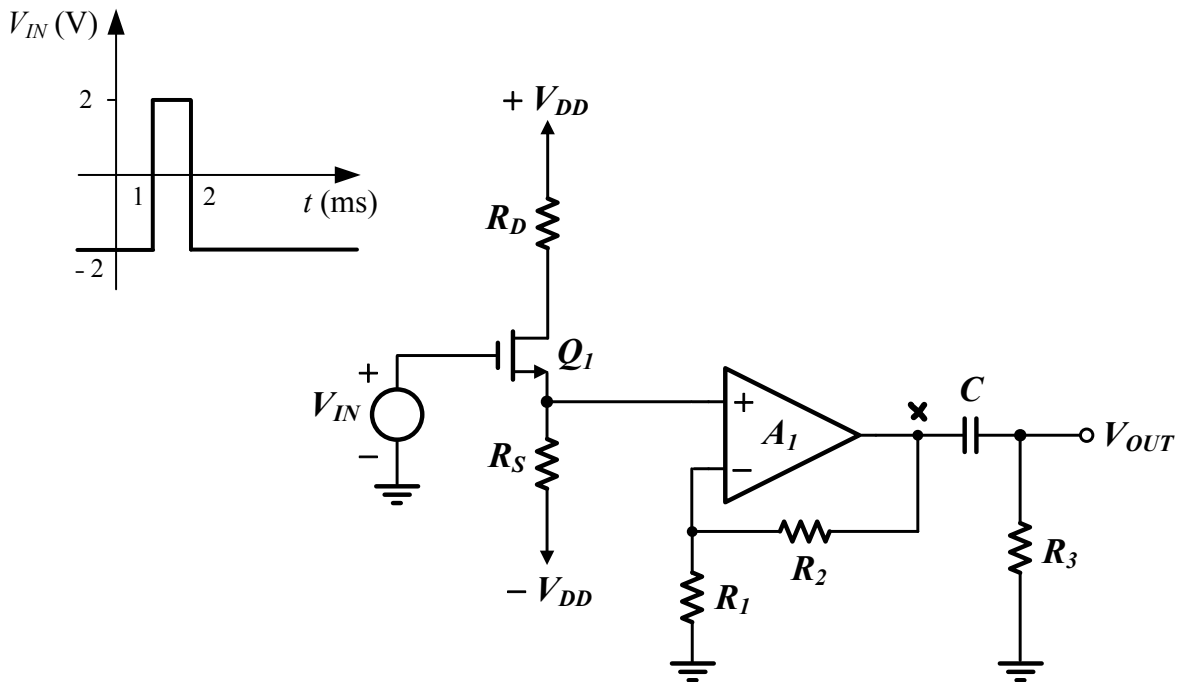 V_IN (V)
2
1
2
t (ms)
- 2
+ V_DD
R_D
Q_1
+
V_IN
−
R_S
− V_DD
+
A_1
−
R_2
R_1
x
C
V_OUT
R_3